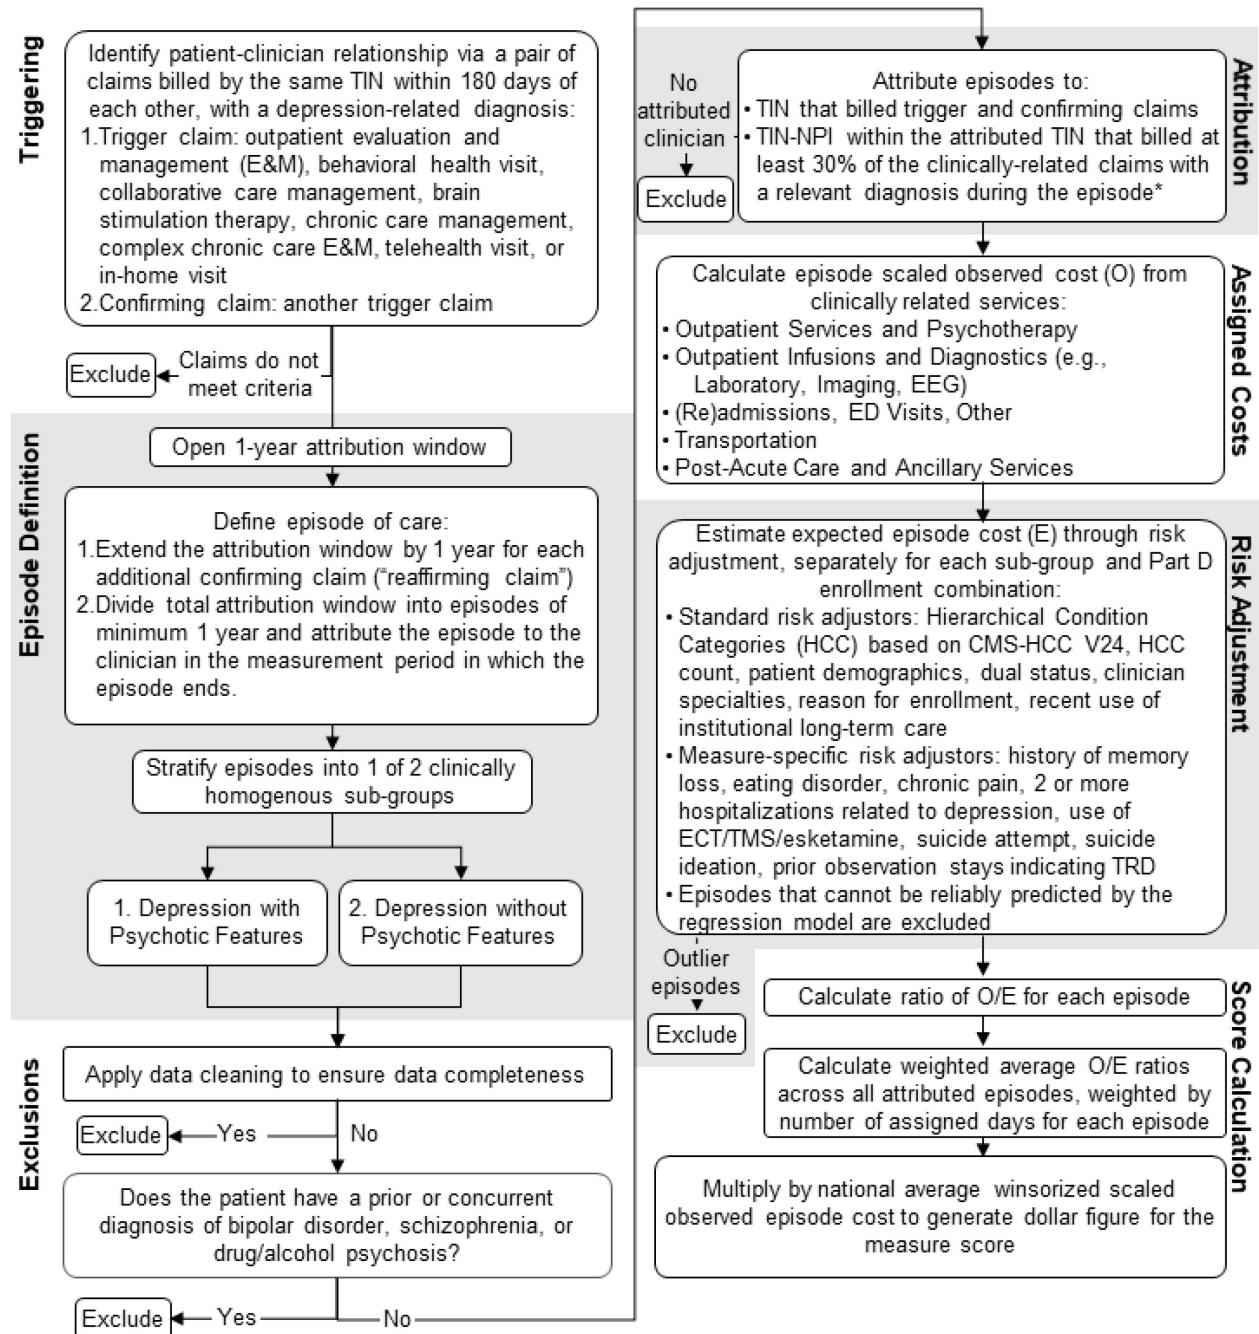 Triggering
Identify patient-clinician relationship via a pair of
claims billed by the same TIN within 180 days
of each other, with a depression-related diagnosis:
1.Trigger claim: outpatient evaluation and
management (E&M), behavioral health visit,
collaborative care management, brain
stimulation therapy, chronic care management,
complex chronic care E&M, telehealth visit, or
in-home visit
2.Confirming claim: another trigger claim
Exclude
Claims do not
meet criteria
Episode Definition
Open 1-year attribution window
Define episode of care:
1.Extend the attribution window by 1 year for each
additional confirming claim (“reaffirming claim”)
2.Divide total attribution window into episodes of
minimum 1 year and attribute the episode to the
clinician in the measurement period in which the
episode ends.
Stratify episodes into 1 of 2 clinically
homogenous sub-groups
1. Depression with
Psychotic Features
2. Depression without
Psychotic Features
Exclusions
Apply data cleaning to ensure data completeness
Exclude
Yes
No
Does the patient have a prior or concurrent
diagnosis of bipolar disorder, schizophrenia, or
drug/alcohol psychosis?
Exclude
Yes
No
Attribution
No
attributed
clinician
Exclude
Attribute episodes to:
• TIN that billed trigger and confirming claims
• TIN-NPI within the attributed TIN that billed at
least 30% of the clinically-related claims with
a relevant diagnosis during the episode*
Assigned Costs
Calculate episode scaled observed cost (O) from
clinically related services:
• Outpatient Services and Psychotherapy
• Outpatient Infusions and Diagnostics (e.g.,
Laboratory, Imaging, EEG)
• (Re)admissions, ED Visits, Other
• Transportation
• Post-Acute Care and Ancillary Services
Risk Adjustment
Estimate expected episode cost (E) through risk
adjustment, separately for each sub-group and Part D
enrollment combination:
• Standard risk adjustors: Hierarchical Condition
Categories (HCC) based on CMS-HCC V24, HCC
count, patient demographics, dual status, clinician
specialties, reason for enrollment, recent use of
institutional long-term care
• Measure-specific risk adjustors: history of memory
loss, eating disorder, chronic pain, 2 or more
hospitalizations related to depression, use of
ECT/TMS/esketamine, suicide attempt, suicide
ideation, prior observation stays indicating TRD
• Episodes that cannot be reliably predicted by the
regression model are excluded
Outlier
episodes
Exclude
Score Calculation
Calculate ratio of O/E for each episode
Calculate weighted average O/E ratios
across all attributed episodes, weighted by
number of assigned days for each episode
Multiply by national average winsorized scaled
observed episode cost to generate dollar figure for the
measure score